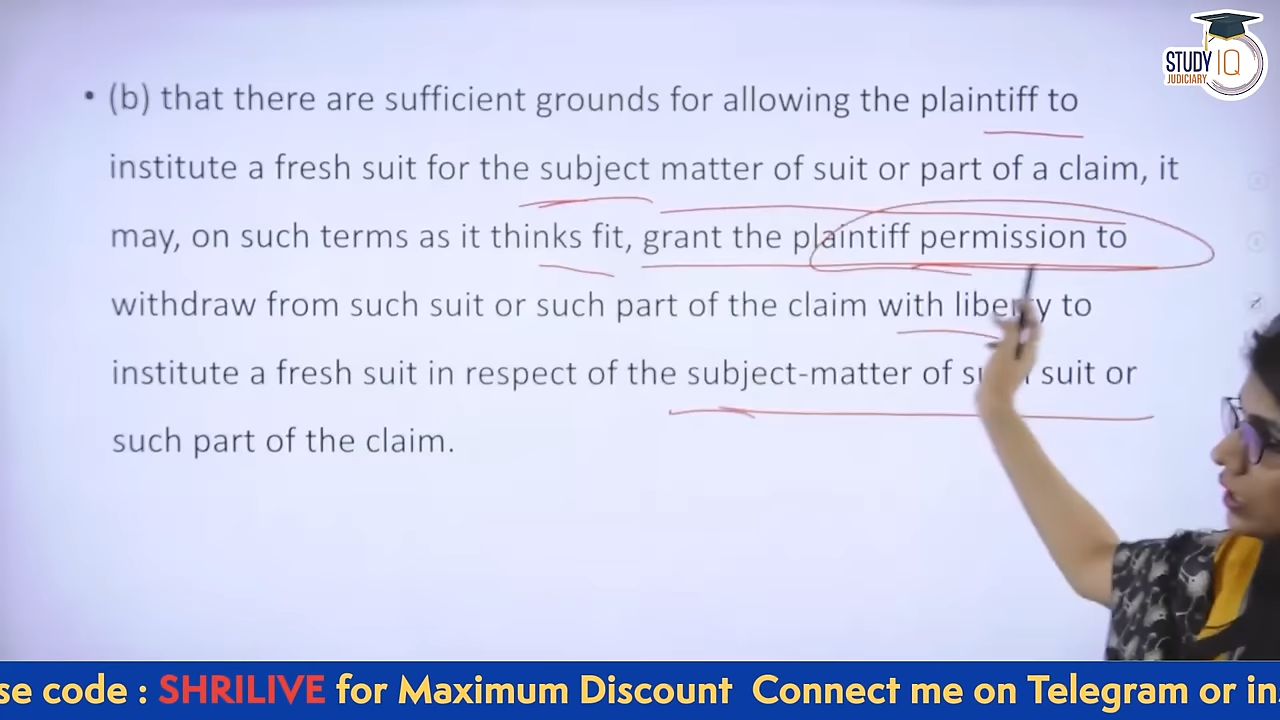 STUDY IQ
JUDICIARY
• (b) that there are sufficient grounds for allowing the plaintiff to
institute a fresh suit for the subject matter of suit or part of a claim, it
may, on such terms as it thinks fit, grant the plaintiff permission to
withdraw from such suit or such part of the claim with liberty to
institute a fresh suit in respect of the subject-matter of suit or
such part of the claim.
se code : SHRILIVE for Maximum Discount Connect me on Telegram or in